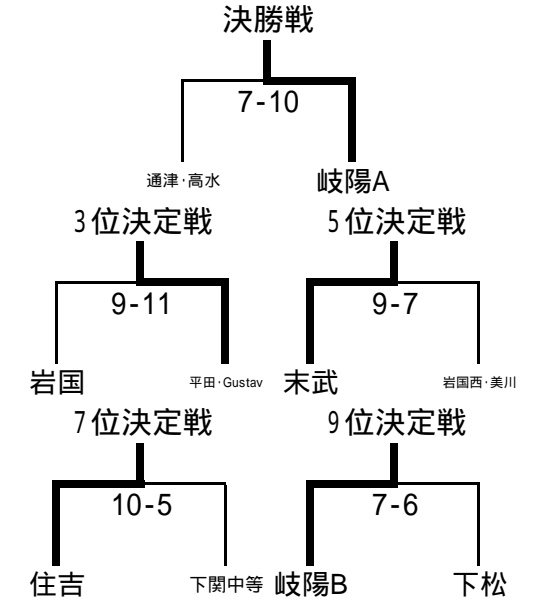 決勝戦
7-10
通津･高水 岐陽A
3位決定戦 5位決定戦
9-11 9-7
岩国 平田･Gustav 末武 岩国西･美川
7位決定戦 9位決定戦
10-5 7-6
住吉 下関中等 岐陽B 下松